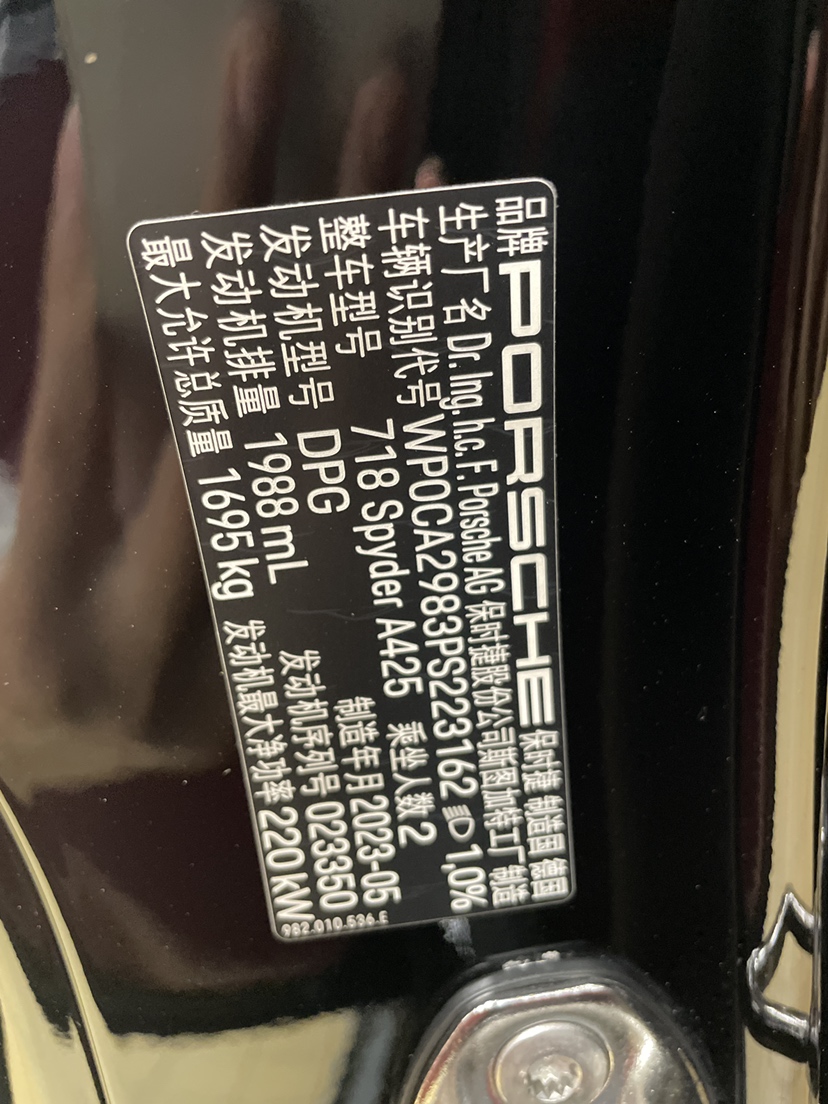 品牌 PORSCHE 保时捷 制造国 德国
生产厂名 Dr. Ing. h.c. F. Porsche AG 保时捷股份公司斯图加特工厂 制造
车辆识别代号 WP0CA2983PS223162 1,0%
整车型号 718 Spyder A425 乘坐人数 2
发动机型号 DPG 制造年月 2023-05
发动机排量 1988 mL 发动机序列号 023350
最大允许总质量 1695 kg 发动机最大净功率 220 KW
982.010.536.E